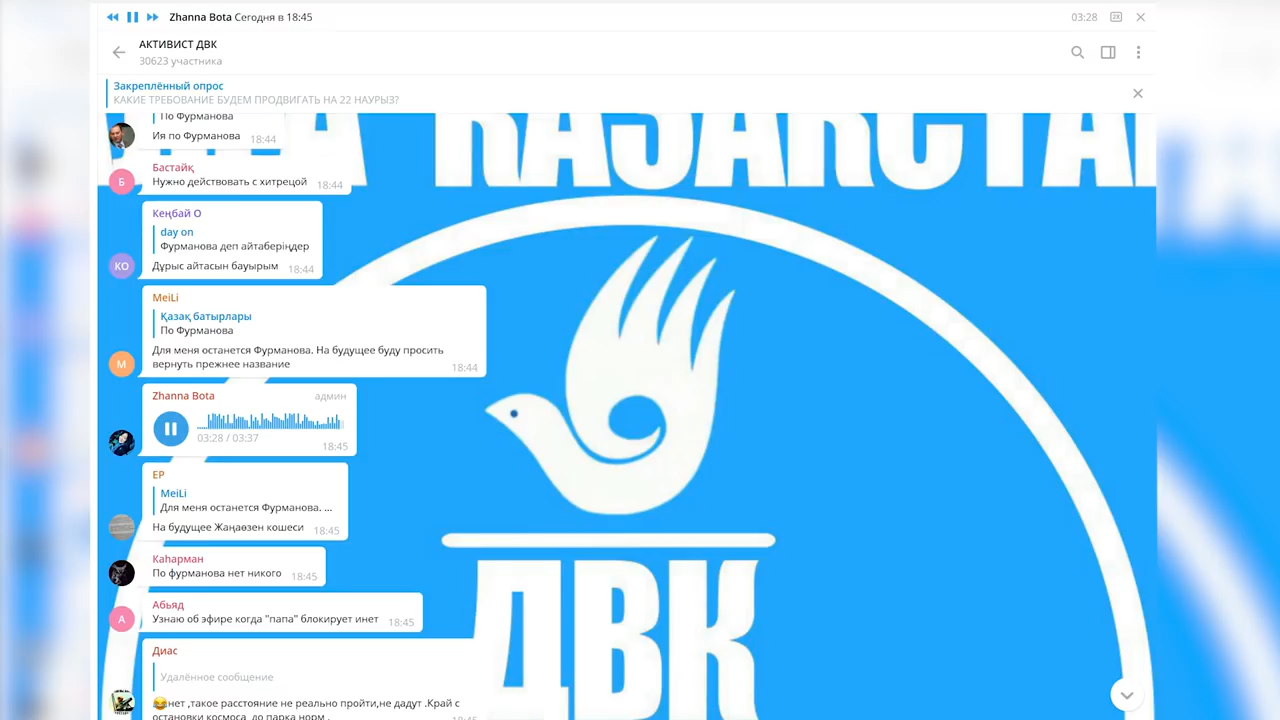 Zhanna Bota Сегодня в 18:45
03:28
2X
АКТИВИСТ ДВК
30623 участника
Закреплённый опрос
КАКИЕ ТРЕБОВАНИЕ БУДЕМ ПРОДВИГАТЬ НА 22 НАУРЫЗ?
КАЗАКСТАН
По Фурманова
Ия по Фурманова 18:44
Бастайқ
Б
Нужно действовать с хитрецой 18:44
Кеңбай О
day on
Фурманова деп айтаберіңдер
KO
Дұрыс айтасын бауырым 18:44
MeiLi
Қазақ батырлары
По Фурманова
Для меня останется Фурманова. На будущее буду просить
M
вернуть прежнее название 18:44
Zhanna Bota админ
03:28 / 03:37
18:45
ЕР
MeiLi
Для меня останется Фурманова. ...
На будущее Жаңаөзен кошеси 18:45
Каһарман
По фурманова нет никого 18:45
Абьяд
А
Узнаю об эфире когда "папа" блокирует инет 18:45
Диас
Удалённое сообщение
😂нет ,такое расстояние не реально пройти,не дадут .Край с
остановки космоса до парка норм . 18:45
ДВК